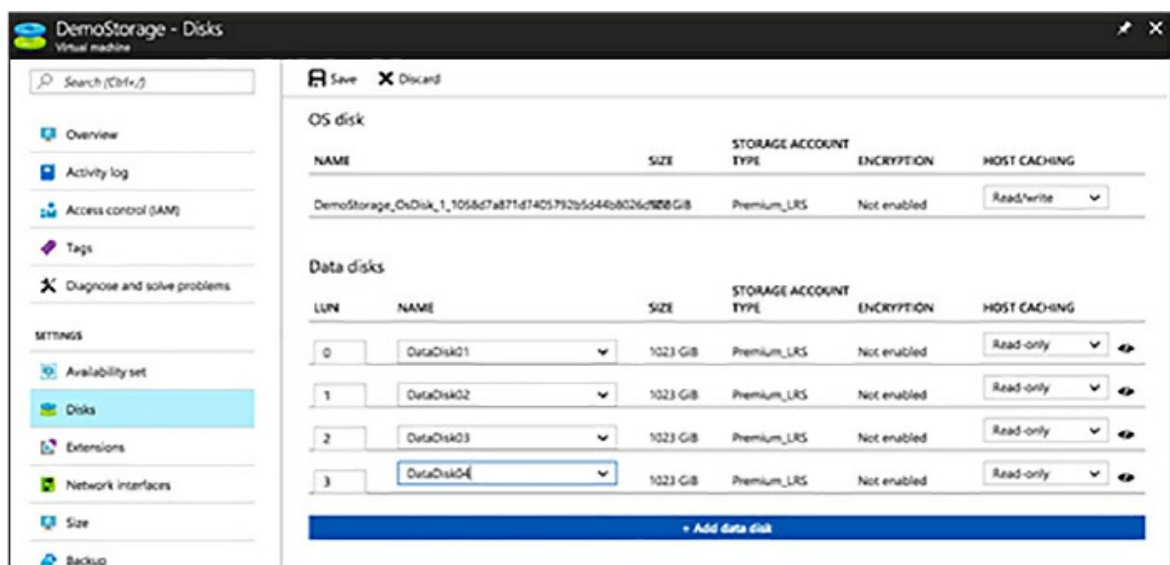 DemoStorage - Disks
Virtual machine
Search (Ctrl+/)
Overview
Activity log
Access control (IAM)
Tags
Diagnose and solve problems
SETTINGS
Availability set
Disks
Extensions
Network interfaces
Size
Backup
Save Discard
OS disk
NAME SIZE STORAGE ACCOUNT TYPE ENCRYPTION HOST CACHING
Premium_LRS Not enabled Read/write
Data disks
LUN NAME SIZE STORAGE ACCOUNT TYPE ENCRYPTION HOST CACHING
0 DataDisk01 1023 GiB Premium_LRS Not enabled Read-only
1 DataDisk02 1023 GiB Premium_LRS Not enabled Read-only
2 DataDisk03 1023 GiB Premium_LRS Not enabled Read-only
3 DataDisk04 1023 GiB Premium_LRS Not enabled Read-only
+ Add data disk